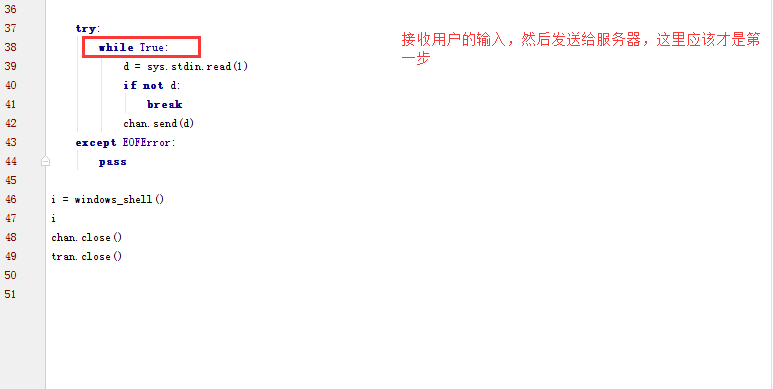 36
37 try:
38 while True:
39 d = sys.stdin.read(1)
40 if not d:
41 break
42 chan.send(d)
43 except EOFError:
44 pass
45
46 i = windows_shell()
47 i
48 chan.close()
49 tran.close()
50
51
接收用户的输入，然后发送给服务器，这里应该才是第
一步